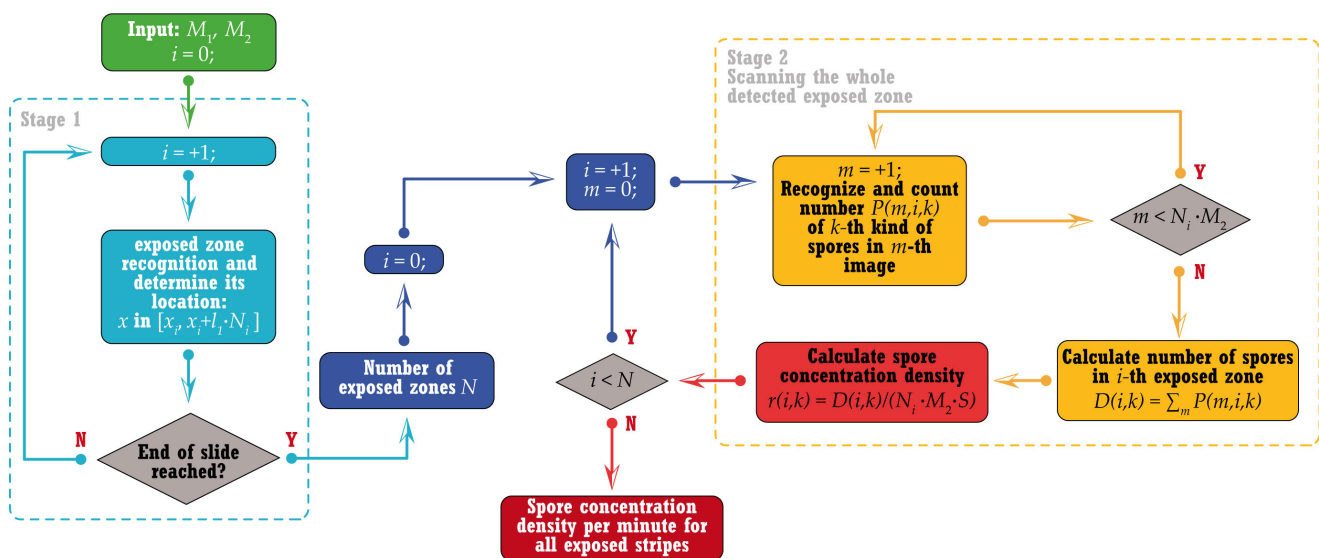 Input: M₁, M₂
i = 0;
Stage 1
i = +1;
exposed zone
recognition and
determine its
location:
x in [xᵢ, xᵢ+l₁·Nᵢ]
N
End of slide
reached?
Y
Number of
exposed zones N
i = 0;
i = +1;
m = 0;
Stage 2
Scanning the whole
detected exposed zone
m = +1;
Recognize and count
number P(m,i,k)
of k-th kind of
spores in m-th
image
Y
m < Nᵢ·M₂
N
Calculate number of spores
in i-th exposed zone
D(i,k) = ∑ₘ P(m,i,k)
Calculate spore
concentration density
r(i,k) = D(i,k)/(Nᵢ·M₂·S)
Y
i < N
N
Spore concentration
density per minute for
all exposed stripes